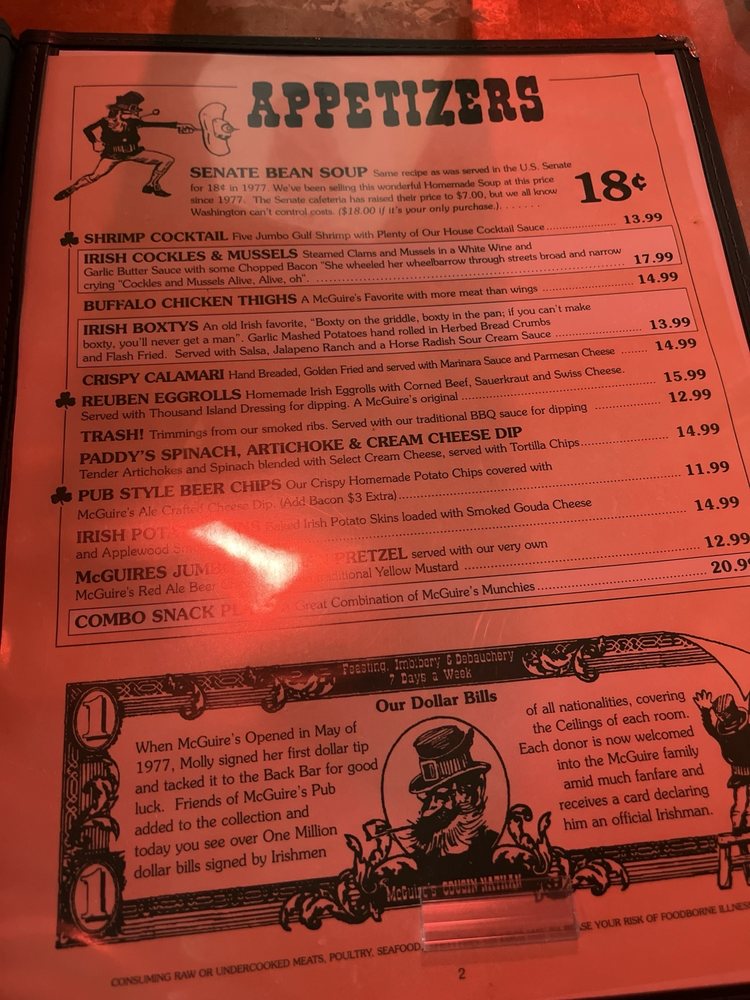 APPETIZERS
SENATE BEAN SOUP Same recipe as was served in the U.S. Senate
for 18¢ in 1977. We've been selling this wonderful Homemade Soup at this price
since 1977. The Senate cafeteria has raised their price to $7.00, but we all know
Washington can't control costs. ($18.00 if it's your only purchase.). . . . . . . 18¢
SHRIMP COCKTAIL Five Jumbo Gulf Shrimp with Plenty of Our House Cocktail Sauce 13.99
IRISH COCKLES & MUSSELS Steamed Clams and Mussels in a White Wine and
Garlic Butter Sauce with some Chopped Bacon "She wheeled her wheelbarrow through streets broad and narrow
crying "Cockles and Mussels Alive, Alive, oh". 17.99
BUFFALO CHICKEN THIGHS A McGuire's Favorite with more meat than wings 14.99
IRISH BOXTYS An old Irish favorite, "Boxty on the griddle, boxty in the pan; if you can't make
boxty, you'll never get a man". Garlic Mashed Potatoes hand rolled in Herbed Bread Crumbs
and Flash Fried. Served with Salsa, Jalapeno Ranch and a Horse Radish Sour Cream Sauce 13.99
CRISPY CALAMARI Hand Breaded, Golden Fried and served with Marinara Sauce and Parmesan Cheese 14.99
REUBEN EGGROLLS Homemade Irish Eggrolls with Corned Beef, Sauerkraut and Swiss Cheese.
Served with Thousand Island Dressing for dipping. A McGuire's original 15.99
TRASH! Trimmings from our smoked ribs. Served with our traditional BBQ sauce for dipping 12.99
PADDY'S SPINACH, ARTICHOKE & CREAM CHEESE DIP
Tender Artichokes and Spinach blended with Select Cream Cheese, served with Tortilla Chips 14.99
PUB STYLE BEER CHIPS Our Crispy Homemade Potato Chips covered with
McGuire's Ale Crafted Cheese Dip. (Add Bacon $3 Extra) 11.99
IRISH Baked Irish Potato Skins loaded with Smoked Gouda Cheese
and Applewood 14.99
McGUIRES PRETZEL served with our very own
McGuire's Red Ale Beer Traditional Yellow Mustard 12.99
COMBO SNACK A Great Combination of McGuire's Munchies 20.9
Feasting, Imbibery & Debauchery
7 Days a Week
1
1
Our Dollar Bills
When McGuire's Opened in May of
1977, Molly signed her first dollar tip
and tacked it to the Back Bar for good
luck. Friends of McGuire's Pub
added to the collection and
today you see over One Million
dollar bills signed by Irishmen
of all nationalities, covering
the Ceilings of each room.
Each donor is now welcomed
into the McGuire family
amid much fanfare and
receives a card declaring
him an official Irishman.
McGuire's COUSIN NATHAN
CONSUMING RAW OR UNDERCOOKED MEATS, POULTRY, SEAFOOD, YOUR RISK OF FOODBORNE
2